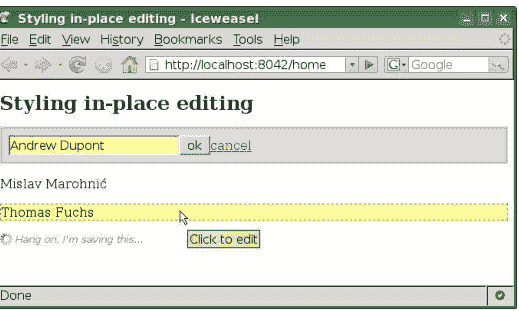 Styling in-place editing - Iceweasel
File Edit View History Bookmarks Tools Help
http://localhost:8042/home G Google
Styling in-place editing
Andrew Dupont ok cancel
Mislav Marohnić
Thomas Fuchs
Hang on, I'm saving this... Click to edit
Done